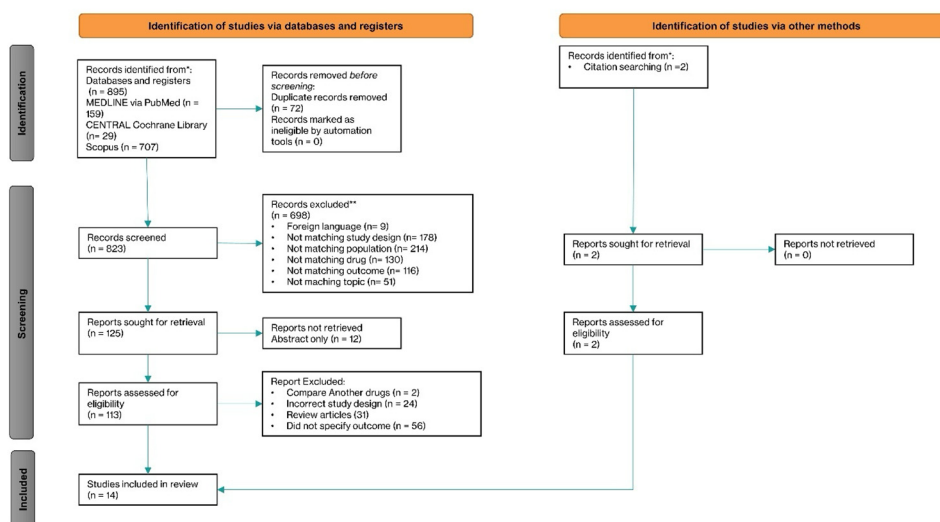 Identification of studies via databases and registers
Identification of studies via other methods
Identification
Records identified from*:
Databases and registers
(n = 895)
MEDLINE via PubMed (n =
159)
CENTRAL Cochrane Library
(n= 29)
Scopus (n = 707)
Records removed before
screening:
Duplicate records removed
(n = 72)
Records marked as
ineligible by automation
tools (n = 0)
Records identified from*:
• Citation searching (n =2)
Screening
Records screened
(n = 823)
Records excluded**
(n = 698)
• Foreign language (n= 9)
• Not matching study design (n= 178)
• Not matching population (n= 214)
• Not matching drug (n= 130)
• Not matching outcome (n= 116)
• Not maching topic (n= 51)
Reports sought for retrieval
(n = 2)
Reports not retrieved
(n = 0)
Reports sought for retrieval
(n = 125)
Reports not retrieved
Abstract only (n = 12)
Reports assessed for
eligibility
(n = 2)
Reports assessed for
eligibility
(n = 113)
Report Excluded:
• Compare Another drugs (n = 2)
• Incorrect study design (n = 24)
• Review articles (31)
• Did not specify outcome (n = 56)
Included
Studies included in review
(n = 14)